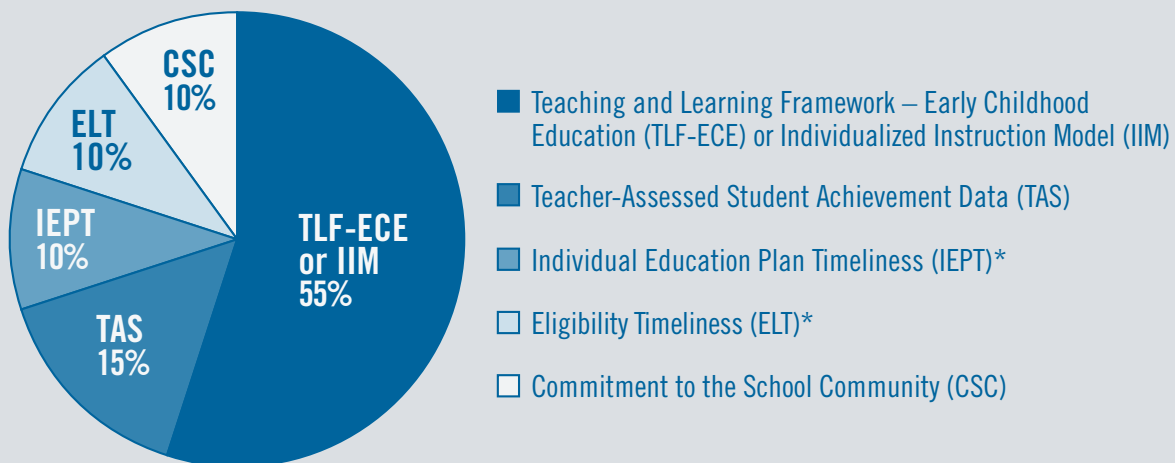 CSC
10%
ELT
10%
IEPT
10%
TAS
15%
TLF-ECE
or IIM
55%
Teaching and Learning Framework – Early Childhood
Education (TLF-ECE) or Individualized Instruction Model (IIM)
Teacher-Assessed Student Achievement Data (TAS)
Individual Education Plan Timeliness (IEPT)*
Eligibility Timeliness (ELT)*
Commitment to the School Community (CSC)